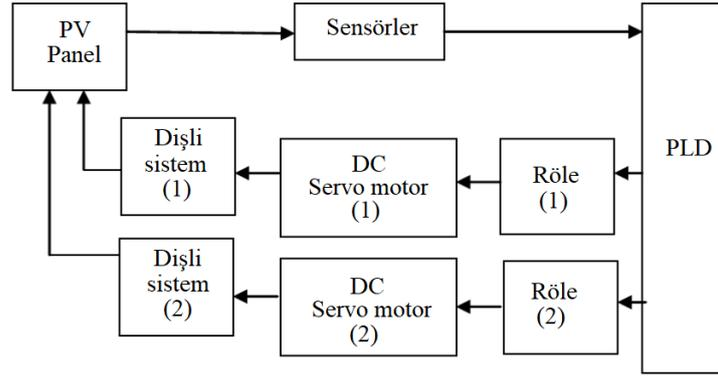 PV
Panel
Sensörler
PLD
Dişli
sistem
(1)
DC
Servo motor
(1)
Röle
(1)
Dişli
sistem
(2)
DC
Servo motor
(2)
Röle
(2)